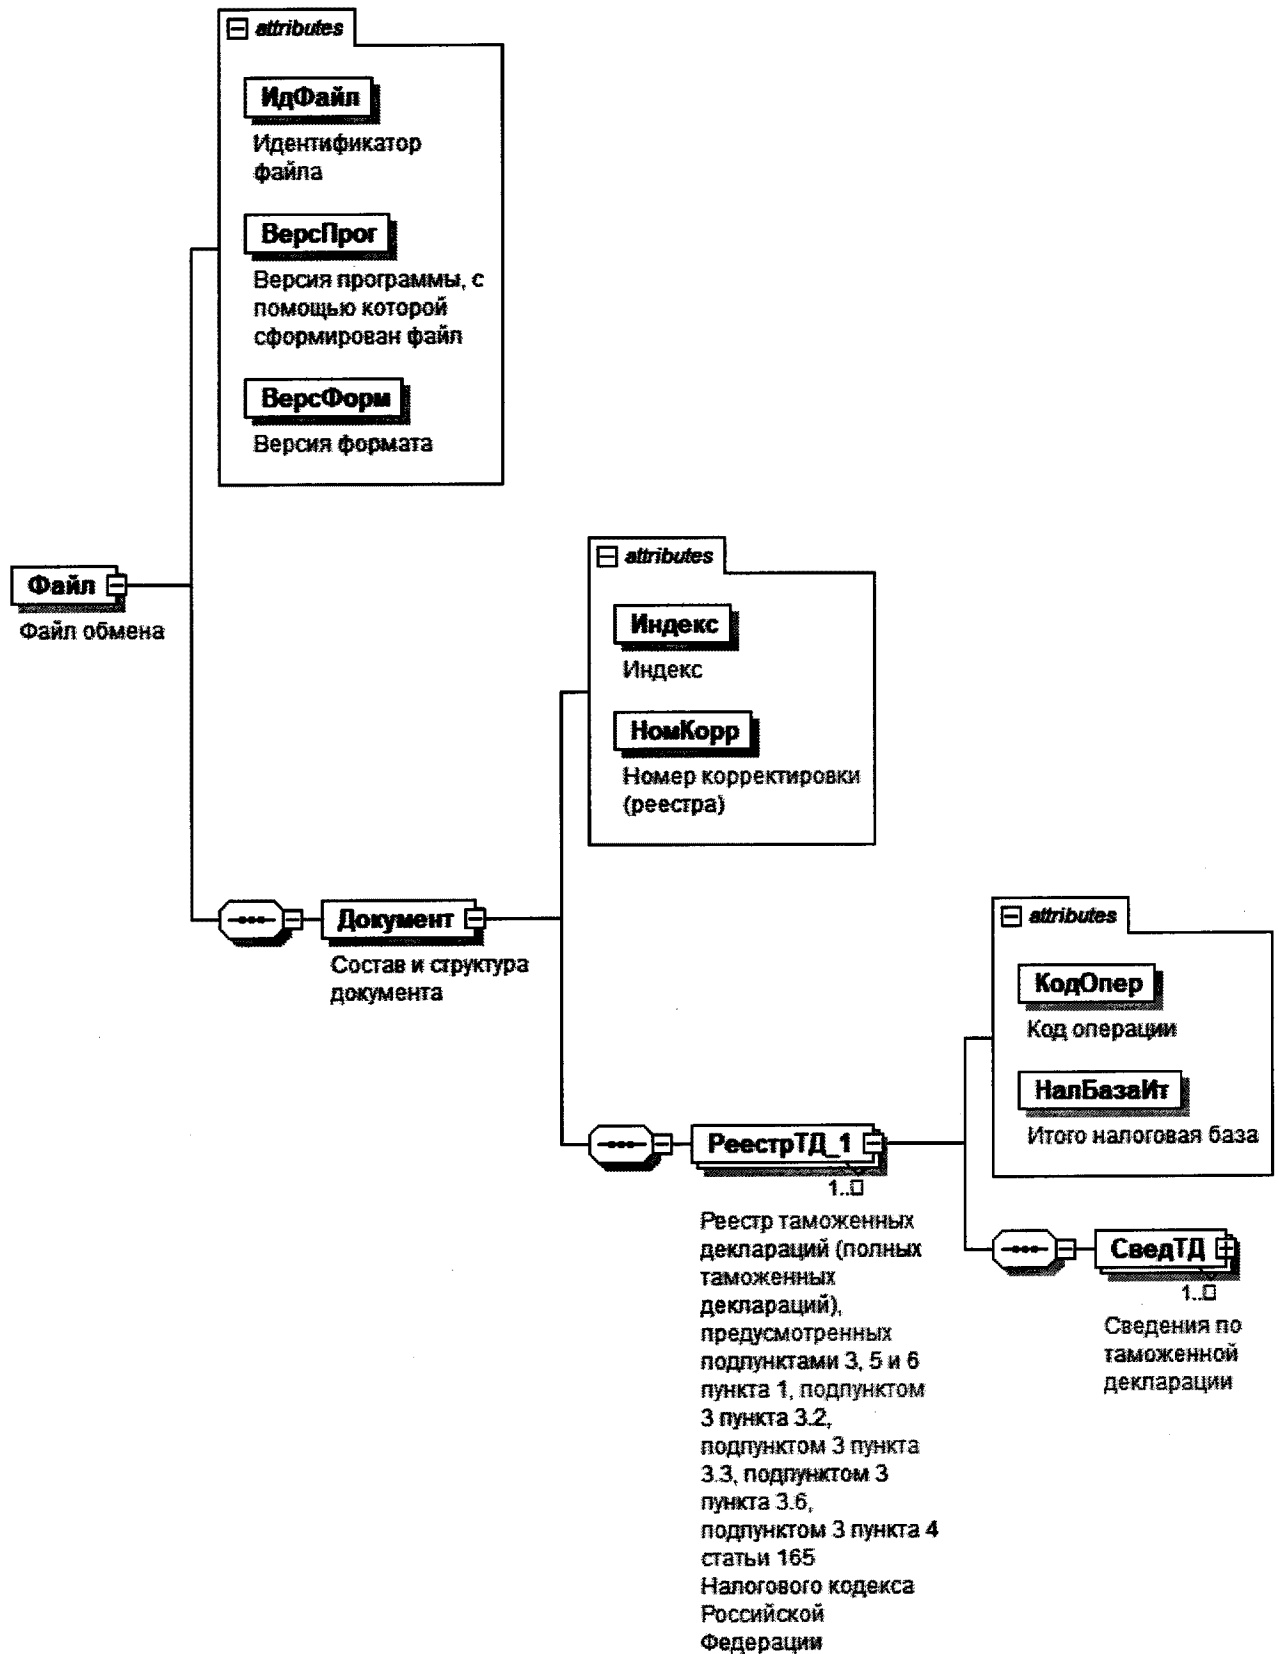 attributes
ИдФайл
Идентификатор
файла
ВерсПрог
Версия программы, с
помощью которой
сформирован файл
ВерсФорм
Версия формата
Файл
Файл обмена
attributes
Индекс
Индекс
НомКорр
Номер корректировки
(реестра)
Документ
Состав и структура
документа
attributes
КодОпер
Код операции
НалБазаИт
Итого налоговая база
РеестрТД_1
1..□
Реестр таможенных
деклараций (полных
таможенных
деклараций),
предусмотренных
подпунктами 3, 5 и 6
пункта 1, подпунктом
3 пункта 3.2,
подпунктом 3 пункта
3.3, подпунктом 3
пункта 3.6,
подпунктом 3 пункта 4
статьи 165
Налогового кодекса
Российской
Федерации
СведТД
1..□
Сведения по
таможенной
декларации